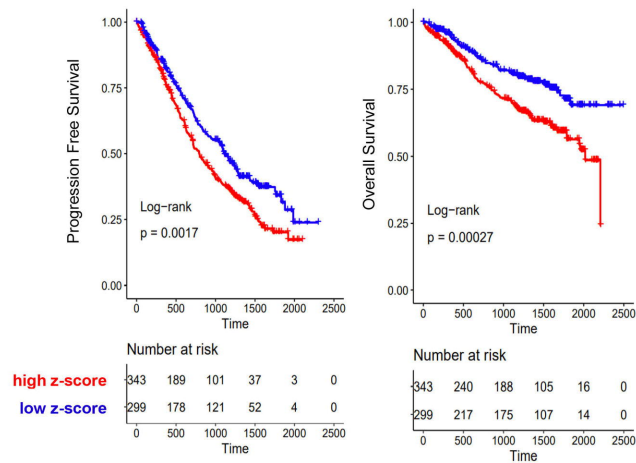 1.00
0.75
0.50
0.25
0.00
Progression Free Survival
Log-rank
p = 0.0017
0 500 1000 1500 2000 2500
Time
1.00
0.75
0.50
0.25
0.00
Overall Survival
Log-rank
p = 0.00027
0 500 1000 1500 2000 2500
Time
Number at risk
high z-score 343 189 101 37 3 0
low z-score 299 178 121 52 4 0
0 500 1000 1500 2000 2500
Time
Number at risk
343 240 188 105 16 0
299 217 175 107 14 0
0 500 1000 1500 2000 2500
Time